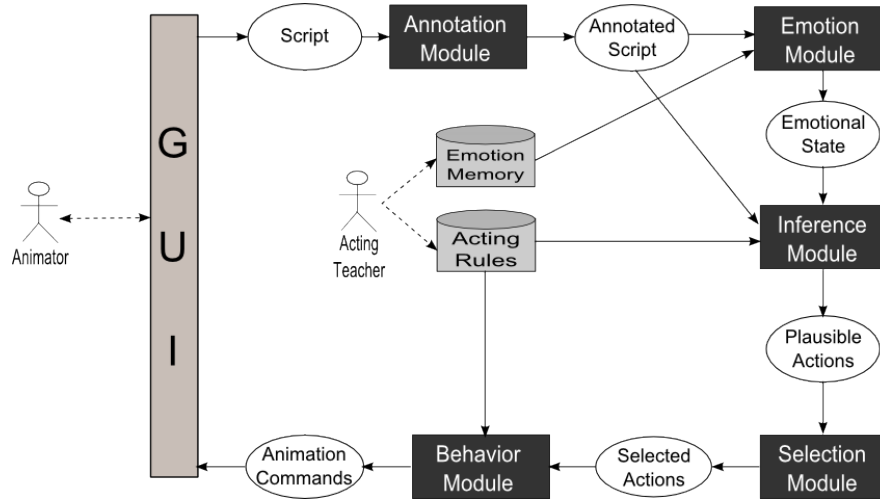 Script
Annotation
Module
Annotated
Script
Emotion
Module
G
U
I
Emotion
Memory
Emotional
State
Animator
Acting
Teacher
Acting
Rules
Inference
Module
Plausible
Actions
Animation
Commands
Behavior
Module
Selected
Actions
Selection
Module